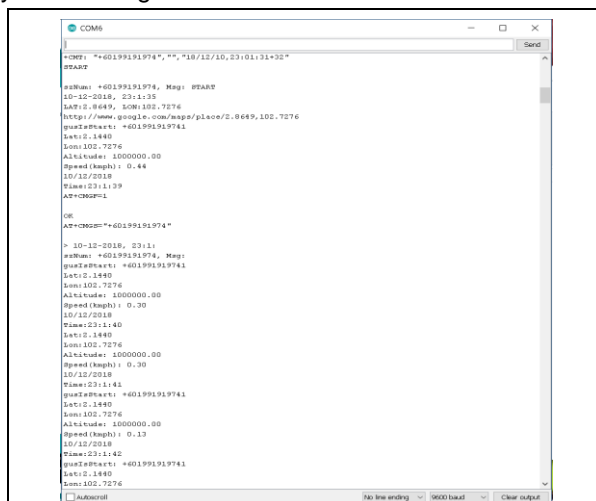 COM6
Send
+CMT: "+60199191974","","18/12/10,23:01:31+32"
START
szNum: +60199191974, Msg: START
10-12-2018, 23:1:35
LAT:2.8649, LON:102.7276
http://www.google.com/maps/place/2.8649,102.7276
gusIsStart: +601991919741
Lat:2.1440
Lon:102.7276
Altitude: 1000000.00
Speed(kmph): 0.44
10/12/2018
Time:23:1:39
AT+CMGF=1
OK
AT+CMGS="+60199191974"
> 10-12-2018, 23:1:
szNum: +60199191974, Msg:
gusIsStart: +601991919741
Lat:2.1440
Lon:102.7276
Altitude: 1000000.00
Speed(kmph): 0.30
10/12/2018
Time:23:1:40
Lat:2.1440
Lon:102.7276
Altitude: 1000000.00
Speed(kmph): 0.30
10/12/2018
Time:23:1:41
gusIsStart: +601991919741
Lat:2.1440
Lon:102.7276
Altitude: 1000000.00
Speed(kmph): 0.13
10/12/2018
Time:23:1:42
gusIsStart: +601991919741
Lat:2.1440
Lon:102.7276
Autoscroll No line ending 9600 baud Clear output